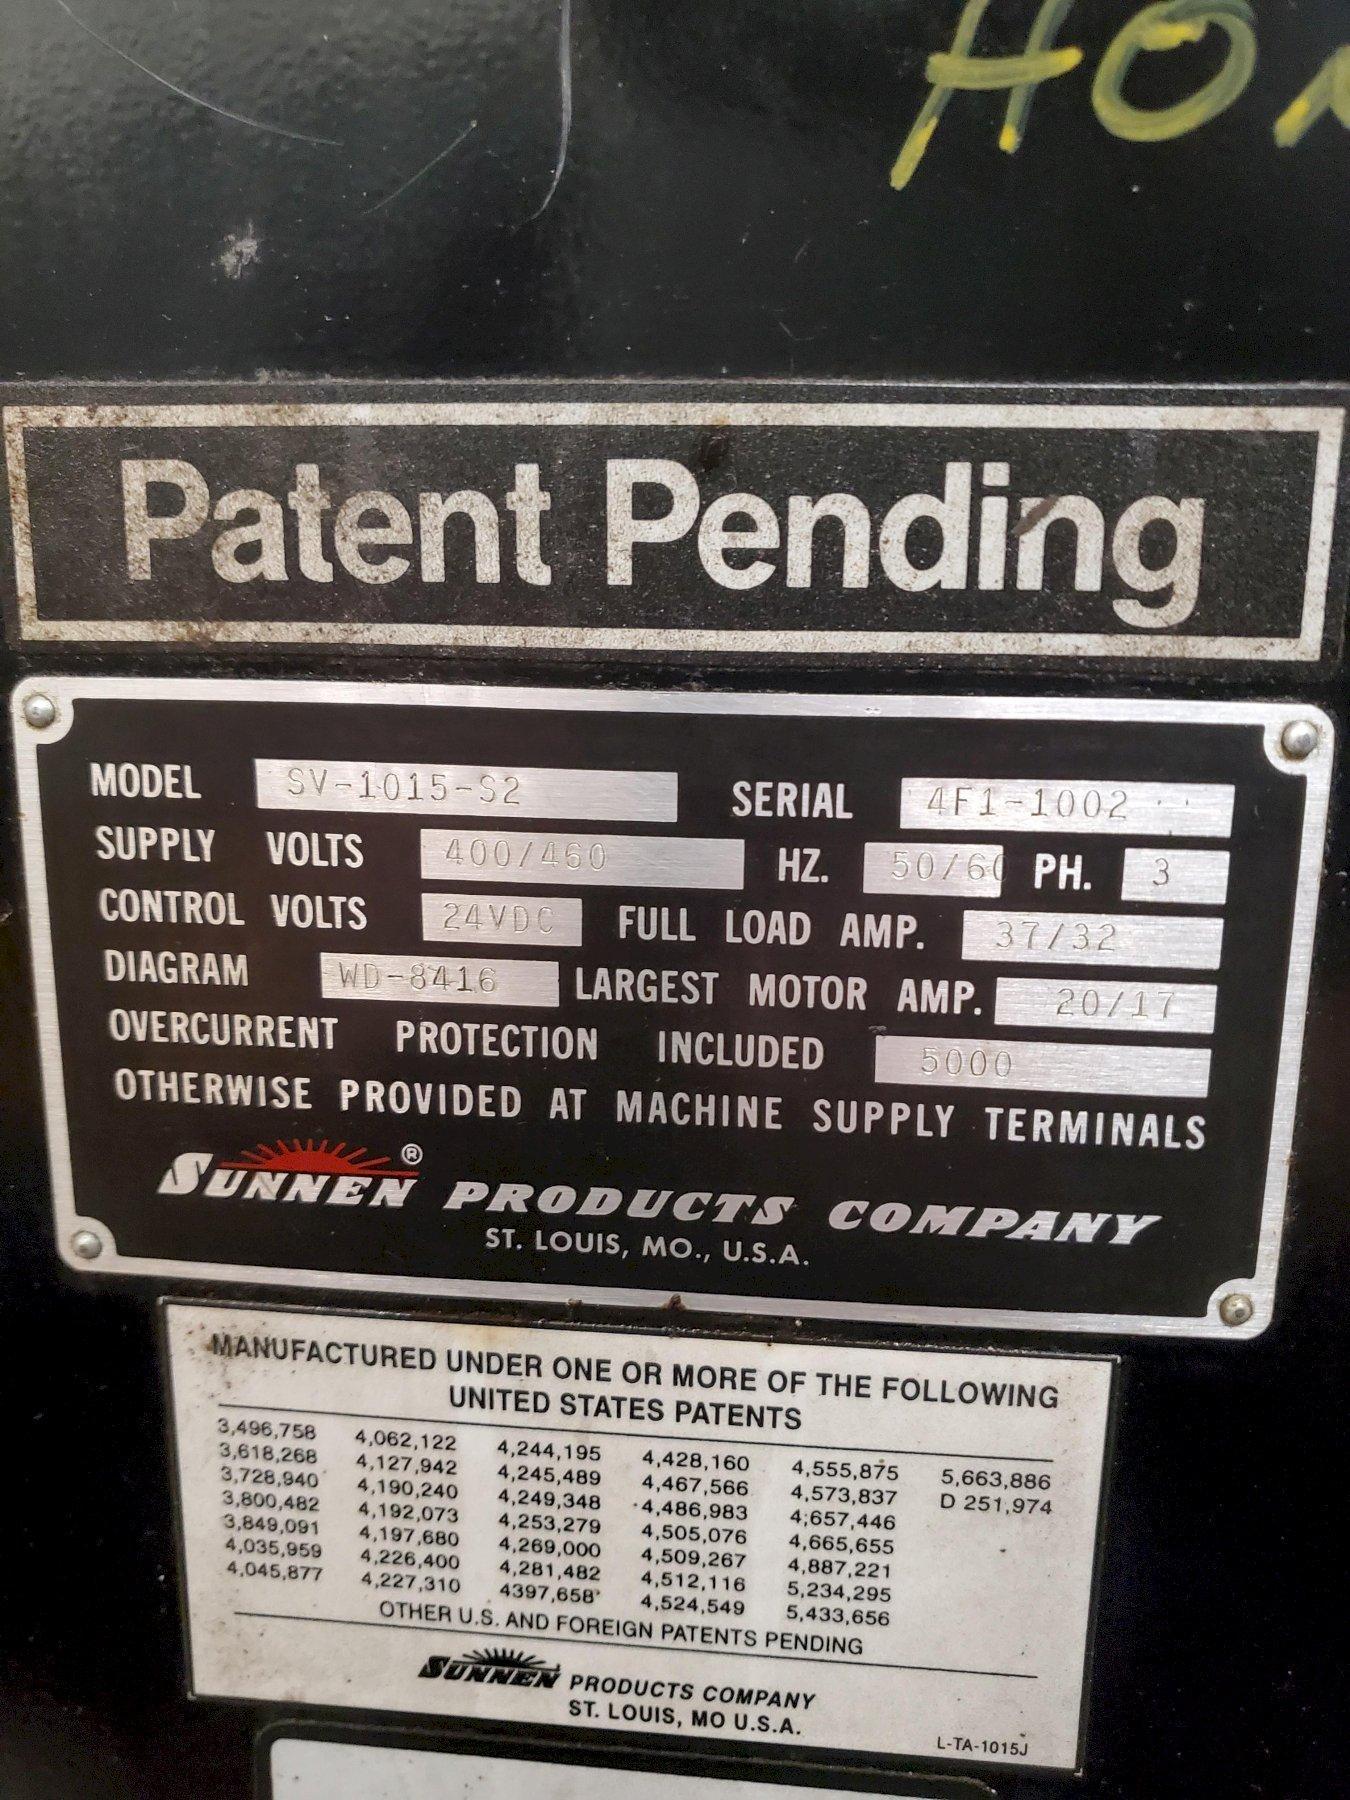 HON
Patent Pending
MODEL SV-1015-S2 SERIAL 4F1-1002
SUPPLY VOLTS 400/460 HZ. 50/60 PH. 3
CONTROL VOLTS 24VDC FULL LOAD AMP. 37/32
DIAGRAM WD-8416 LARGEST MOTOR AMP. 20/17
OVERCURRENT PROTECTION INCLUDED 5000
OTHERWISE PROVIDED AT MACHINE SUPPLY TERMINALS
SUNNEN® PRODUCTS COMPANY
ST. LOUIS, MO., U.S.A.
MANUFACTURED UNDER ONE OR MORE OF THE FOLLOWING
UNITED STATES PATENTS
3,496,758 4,062,122 4,244,195 4,428,160 4,555,875 5,663,886
3,618,268 4,127,942 4,245,489 4,467,566 4,573,837 D 251,974
3,728,940 4,190,240 4,249,348 4,486,983 4,657,446
3,800,482 4,192,073 4,253,279 4,505,076 4,665,655
3,849,091 4,197,680 4,269,000 4,509,267 4,887,221
4,035,959 4,226,400 4,281,482 4,512,116 5,234,295
4,045,877 4,227,310 4397,658 4,524,549 5,433,656
OTHER U.S. AND FOREIGN PATENTS PENDING
SUNNEN PRODUCTS COMPANY
ST. LOUIS, MO U.S.A.
L-TA-1015J